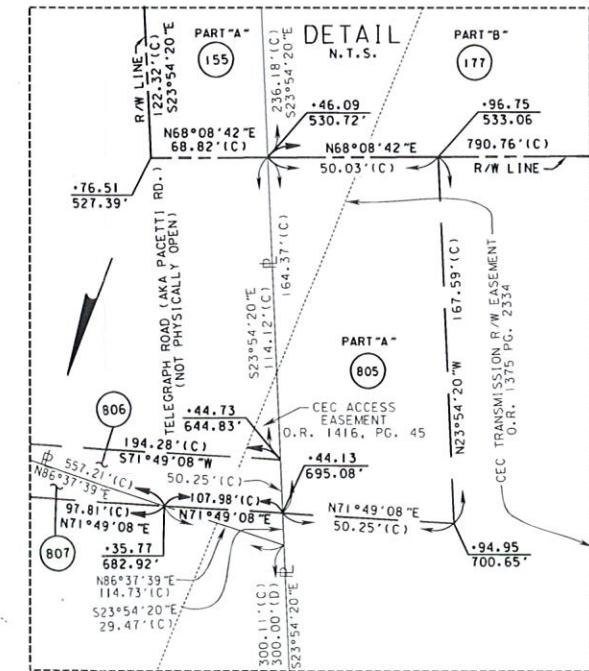 DETAIL
N.T.S.
PART "A"
155
PART "B"
177
R/W LINE
122.32'(C)
S23°54'20"E
236.18'(C)
S23°54'20"E
+46.09
530.72'
+96.75
533.06
N68°08'42"E
68.82'(C)
N68°08'42"E
50.03'(C)
790.76'(C)
R/W LINE
+76.51
527.39'
TELEGRAPH ROAD (AKA PACETTI RD.)
(NOT PHYSICALLY OPEN)
S23°54'20"E
114.12'(C)
164.37'(C)
167.59'(C)
N23°54'20"W
CEC TRANSMISSION R/W EASEMENT
O.R. 1375 PG. 2334
PART "A"
805
806
+44.73
644.83'
CEC ACCESS
EASEMENT
O.R. 1416, PG. 45
194.28'(C)
S71°49'08"W
+44.13
695.08'
557.21'(C)
N86°37'39"E
50.25'(C)
107.98'(C)
N71°49'08"E
97.81'(C)
N71°49'08"E
N71°49'08"E
50.25'(C)
807
+35.77
682.92'
+94.95
700.65'
N86°37'39"E
114.73'(C)
S23°54'20"E
29.47'(C)
300.11'(C)
300.00'(D)
S23°54'20"E